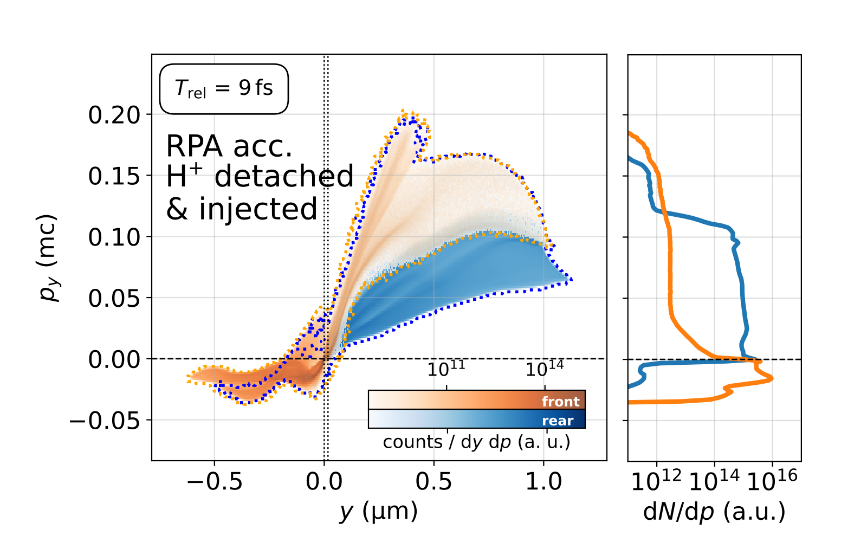 T_rel = 9 fs
RPA acc.
H⁺ detached
& injected
0.20
0.15
0.10
0.05
0.00
−0.05
p_y (mc)
−0.5
0.0
0.5
1.0
y (μm)
10¹¹
10¹⁴
front
rear
counts / dy dp (a. u.)
10¹²
10¹⁴
10¹⁶
dN/dp (a.u.)